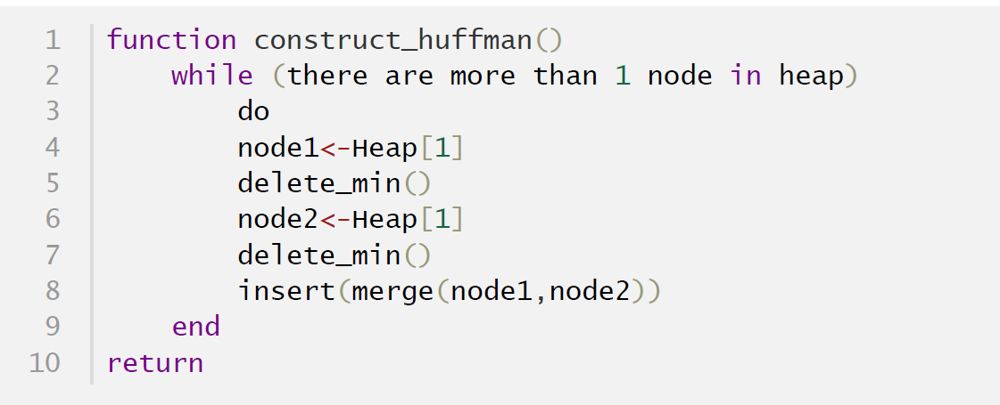 1 function construct_huffman()
2 while (there are more than 1 node in heap)
3 do
4 node1<-Heap[1]
5 delete_min()
6 node2<-Heap[1]
7 delete_min()
8 insert(merge(node1,node2))
9 end
10 return